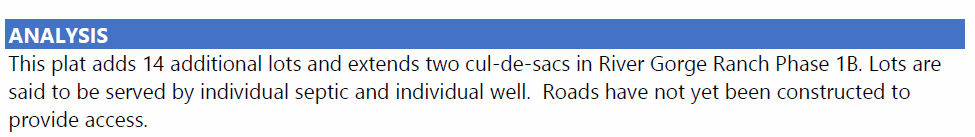 ANALYSIS
This plat adds 14 additional lots and extends two cul-de-sacs in River Gorge Ranch Phase 1B. Lots are
said to be served by individual septic and individual well.  Roads have not yet been constructed to
provide access.